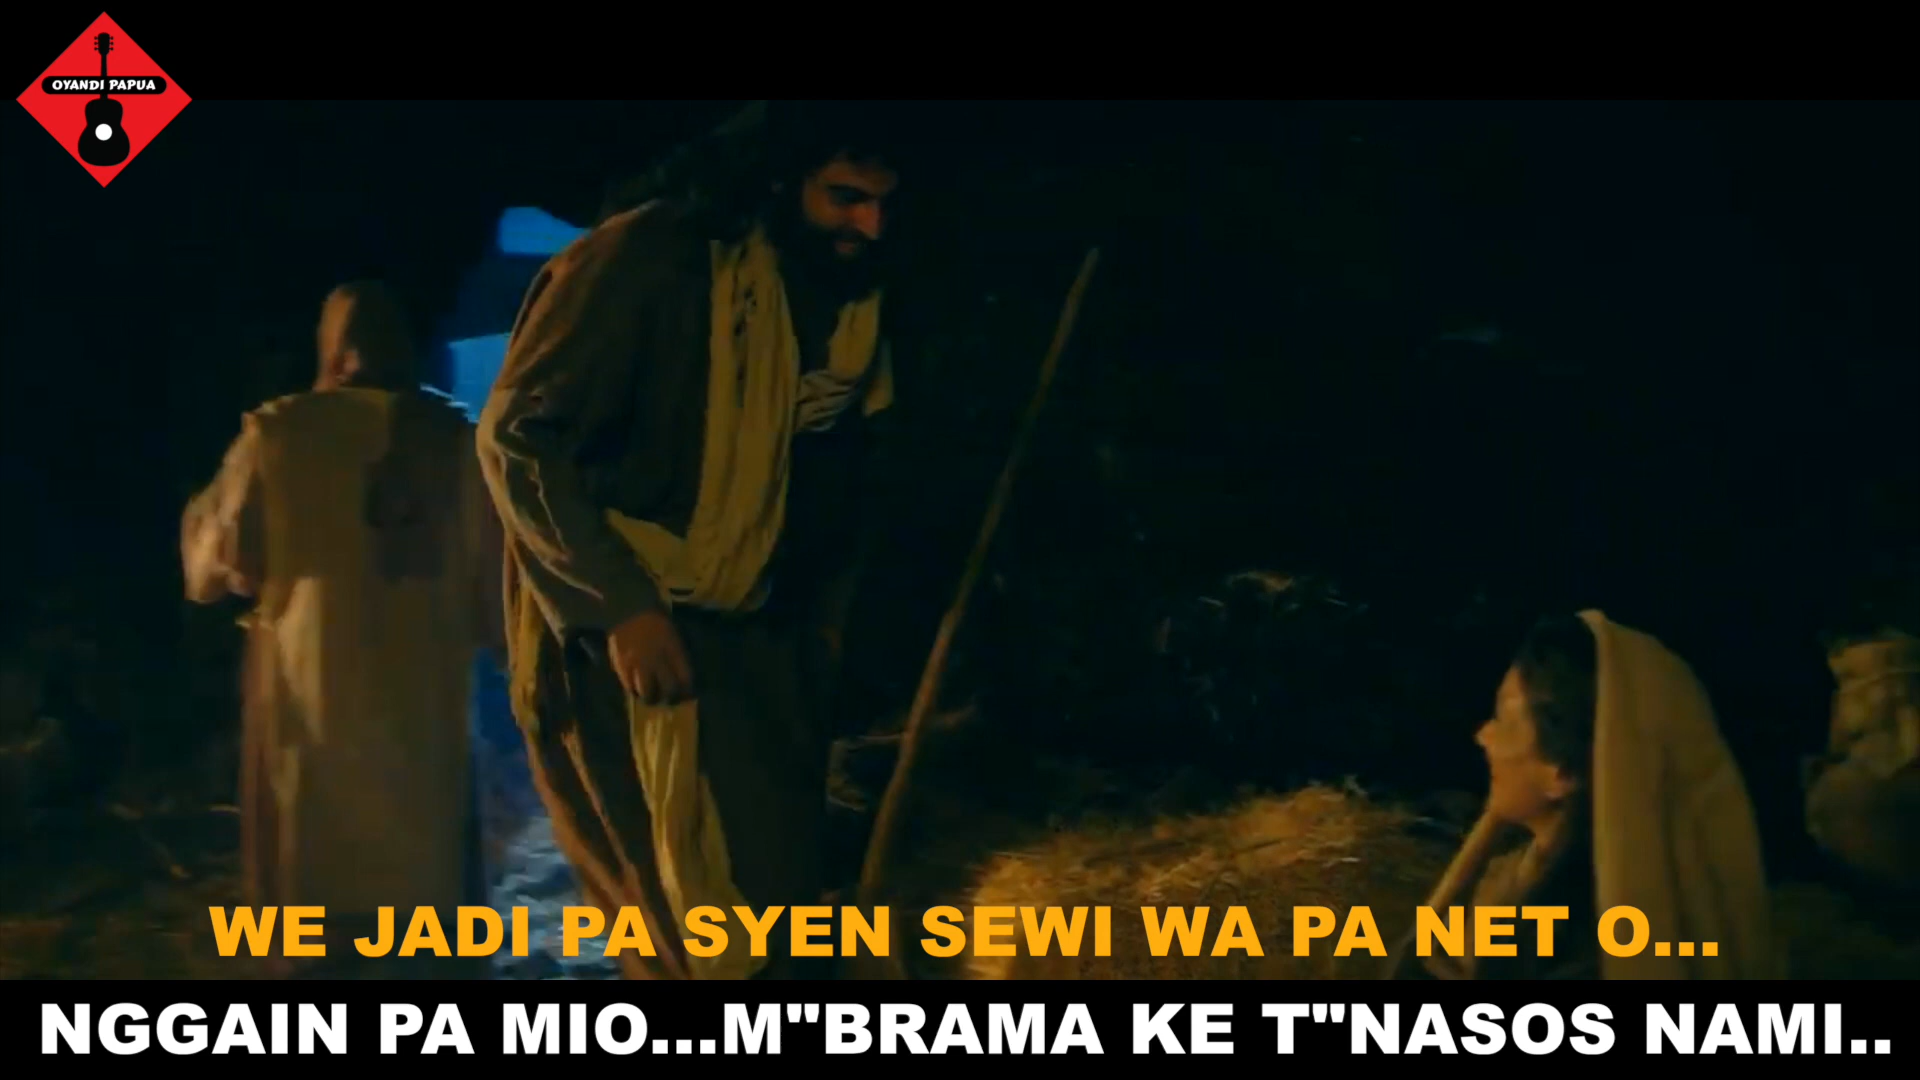 OYANDI PAPUA
WE JADI PA SYEN SEWI WA PA NET O...
NGGAIN PA MIO...M"BRAMA KE T"NASOS NAMI..